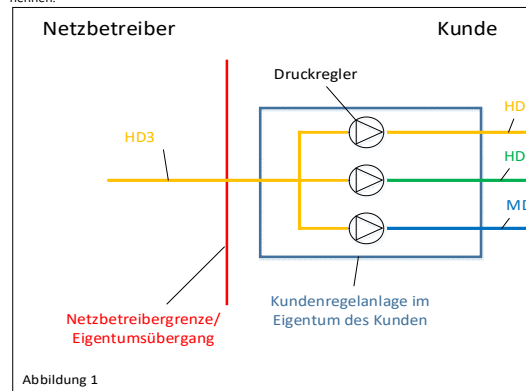 Netzbetreiber
Kunde
Druckregler
HD3
HD
HD
MD
Kundenregelanlage im
Eigentum des Kunden
Netzbetreibergrenze/
Eigentumsübergang
Abbildung 1